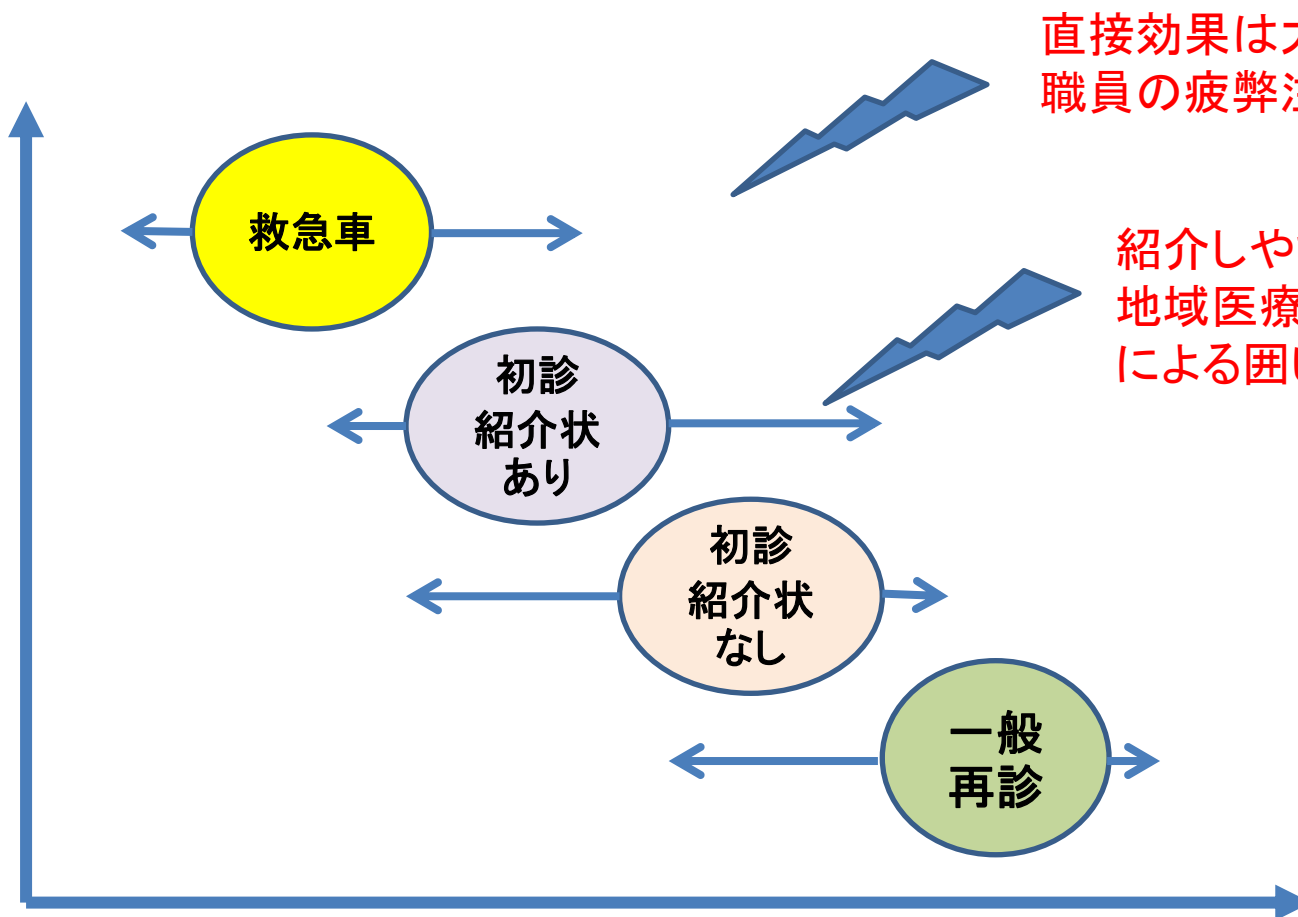 直接効果は
職員の疲弊
救急車
紹介しや
地域医療
による囲
初診
紹介状
あり
初診
紹介状
なし
一般
再診